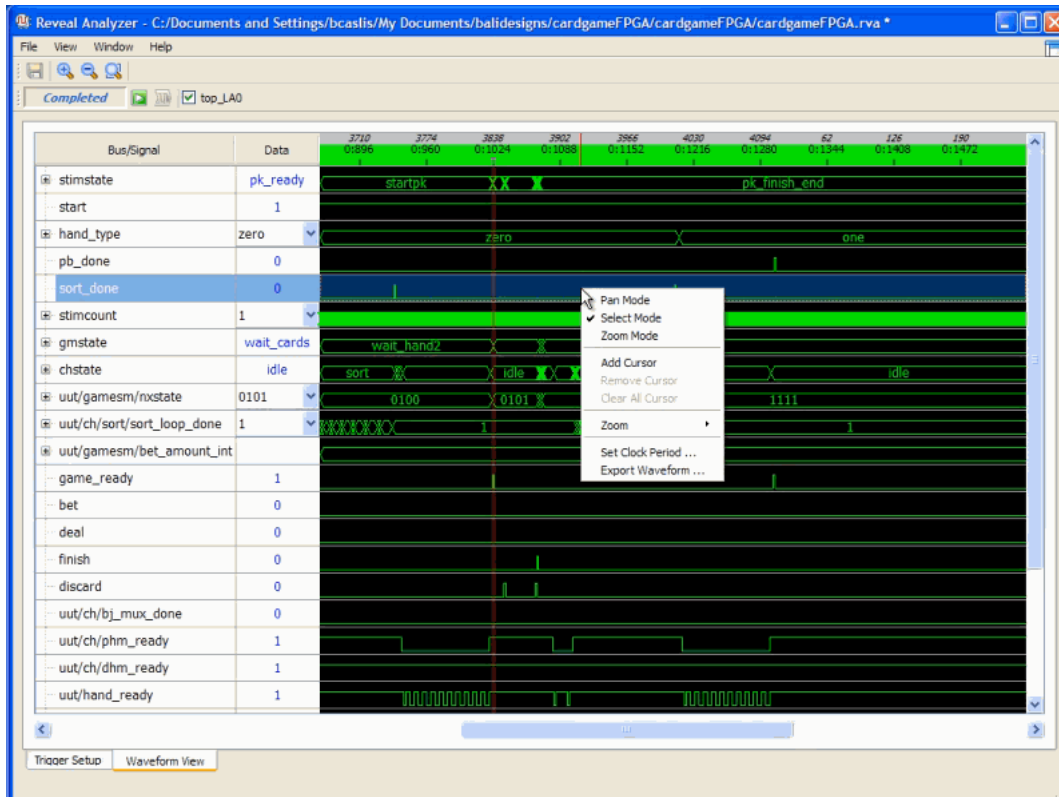 Reveal Analyzer - C:/Documents and Settings/bcaslis/My Documents/balidesigns/cardgameFPGA/cardgameFPGA/cardgameFPGA.rva *
File View Window Help
Completed top_LA0
Bus/Signal Data
3710 3774 3838 3902 3966 4030 4094 62 126 190
0:896 0:960 0:1024 0:1088 0:1152 0:1216 0:1280 0:1344 0:1408 0:1472
stimstate pk_ready startpk pk_finish_end
start 1
hand_type zero zero one
pb_done 0
sort_done 0
stimcount 1
gmstate wait_cards wait_hand2
chstate idle sort idle idle
uut/gamesm/nxstate 0101 0100 0101 1111
uut/ch/sort/sort_loop_done 1 1 1
uut/gamesm/bet_amount_int
game_ready 1
bet 0
deal 0
finish 0
discard 0
uut/ch/bj_mux_done 0
uut/ch/phm_ready 1
uut/ch/dhm_ready 1
uut/hand_ready 1
Pan Mode
Select Mode
Zoom Mode
Add Cursor
Remove Cursor
Clear All Cursor
Zoom
Set Clock Period ...
Export Waveform ...
Trigger Setup Waveform View